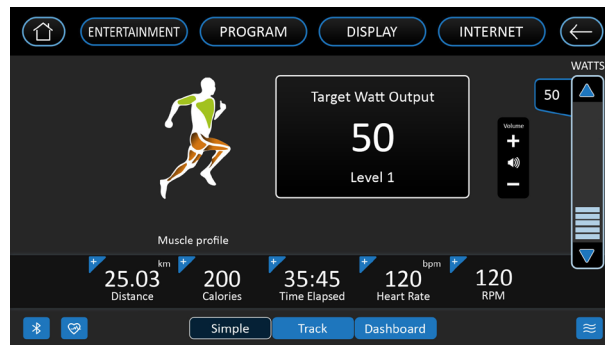 ENTERTAINMENT
PROGRAM
DISPLAY
INTERNET
WATTS
50
Target Watt Output
50
Level 1
Volume
+
−
Muscle profile
+ km
25.03
Distance
+
200
Calories
+
35:45
Time Elapsed
+ bpm
120
Heart Rate
+
120
RPM
Simple
Track
Dashboard